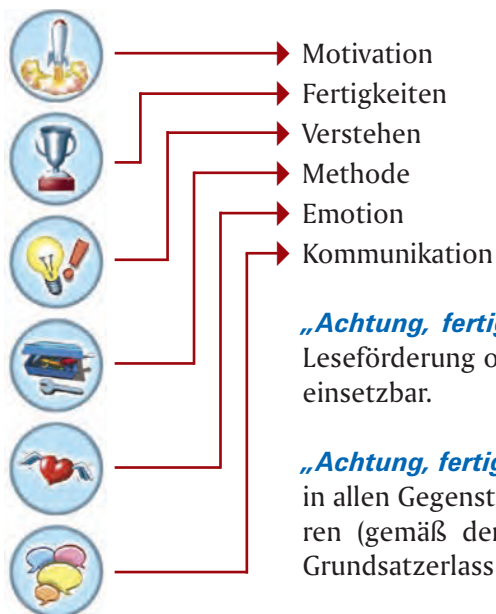 Motivation
Fertigkeiten
Verstehen
Methode
Emotion
Kommunikation
„Achtung, fertig
Leseförderung o
einsetzbar.
„Achtung, fertig
in allen Gegenst
ren (gemäß der
Grundsatzerlass